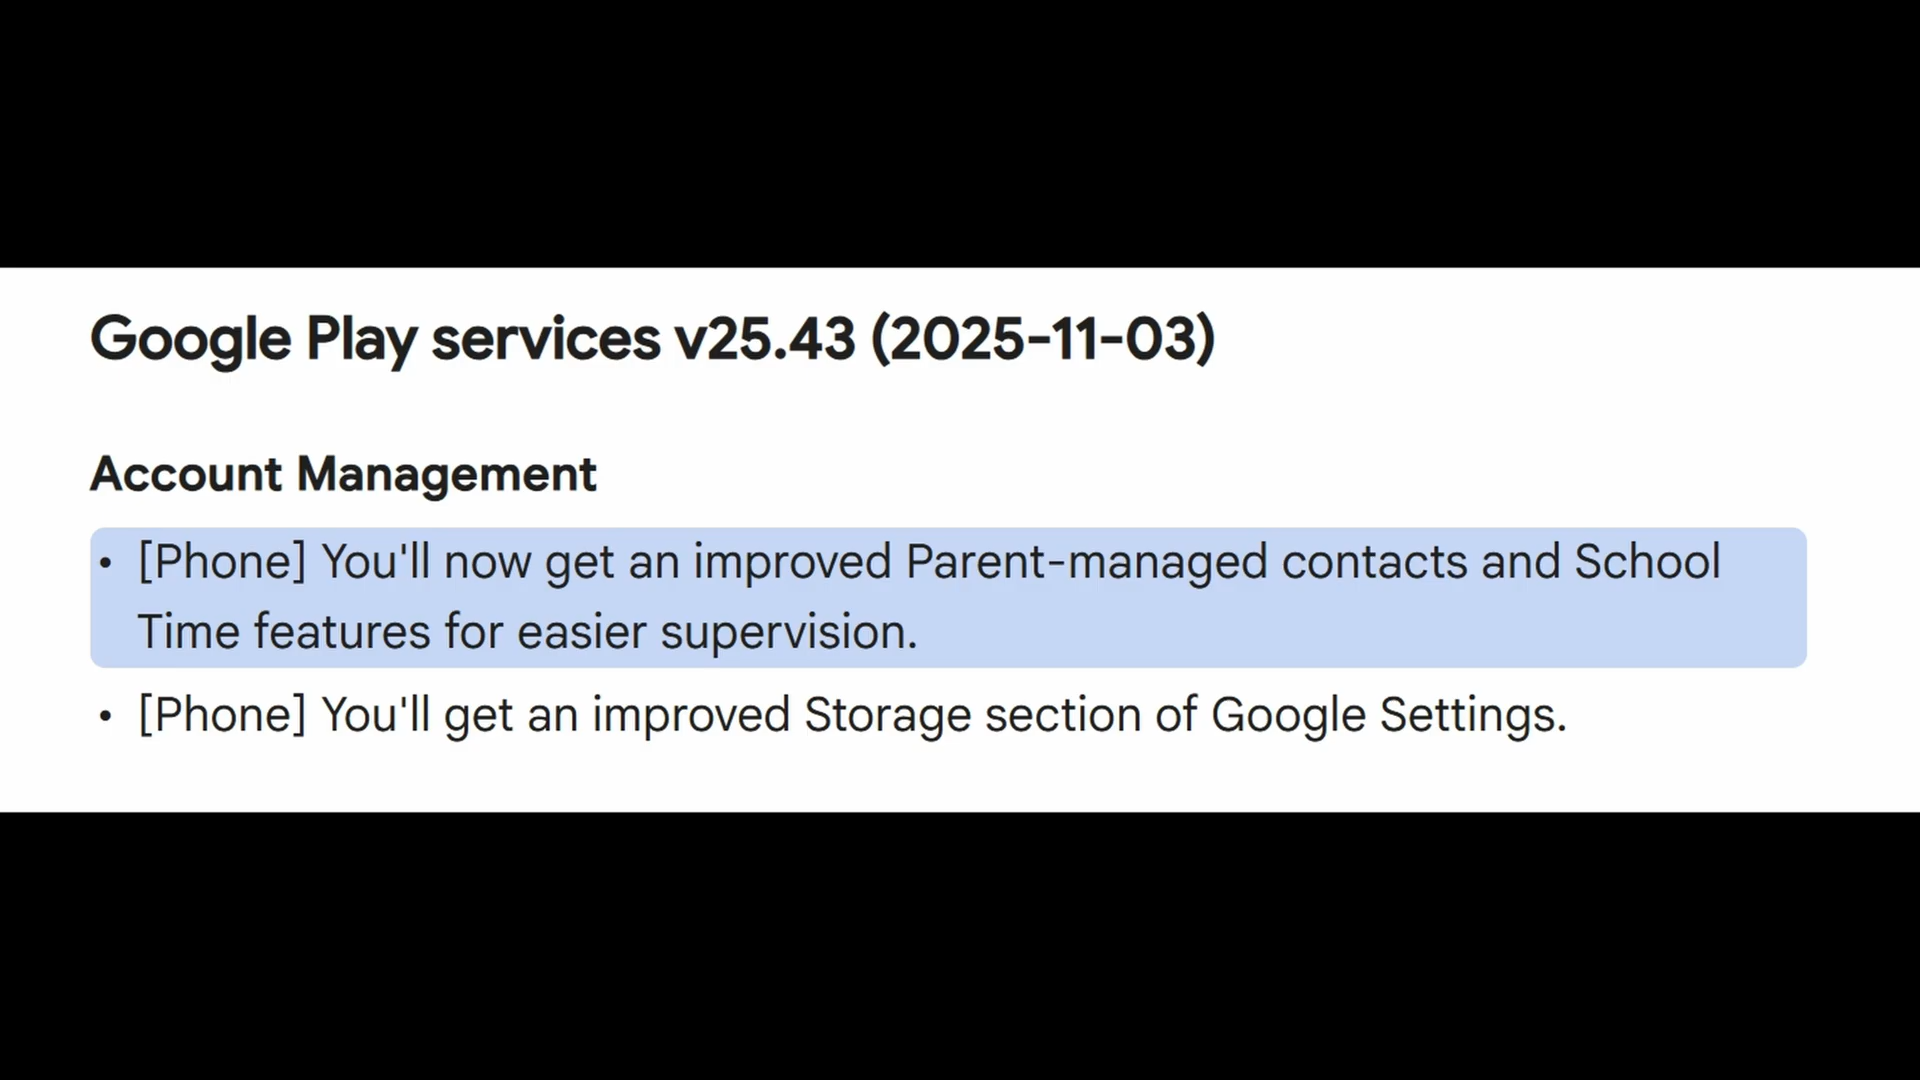 Google Play services v25.43 (2025-11-03)
Account Management
• [Phone] You'll now get an improved Parent-managed contacts and School
Time features for easier supervision.
• [Phone] You'll get an improved Storage section of Google Settings.